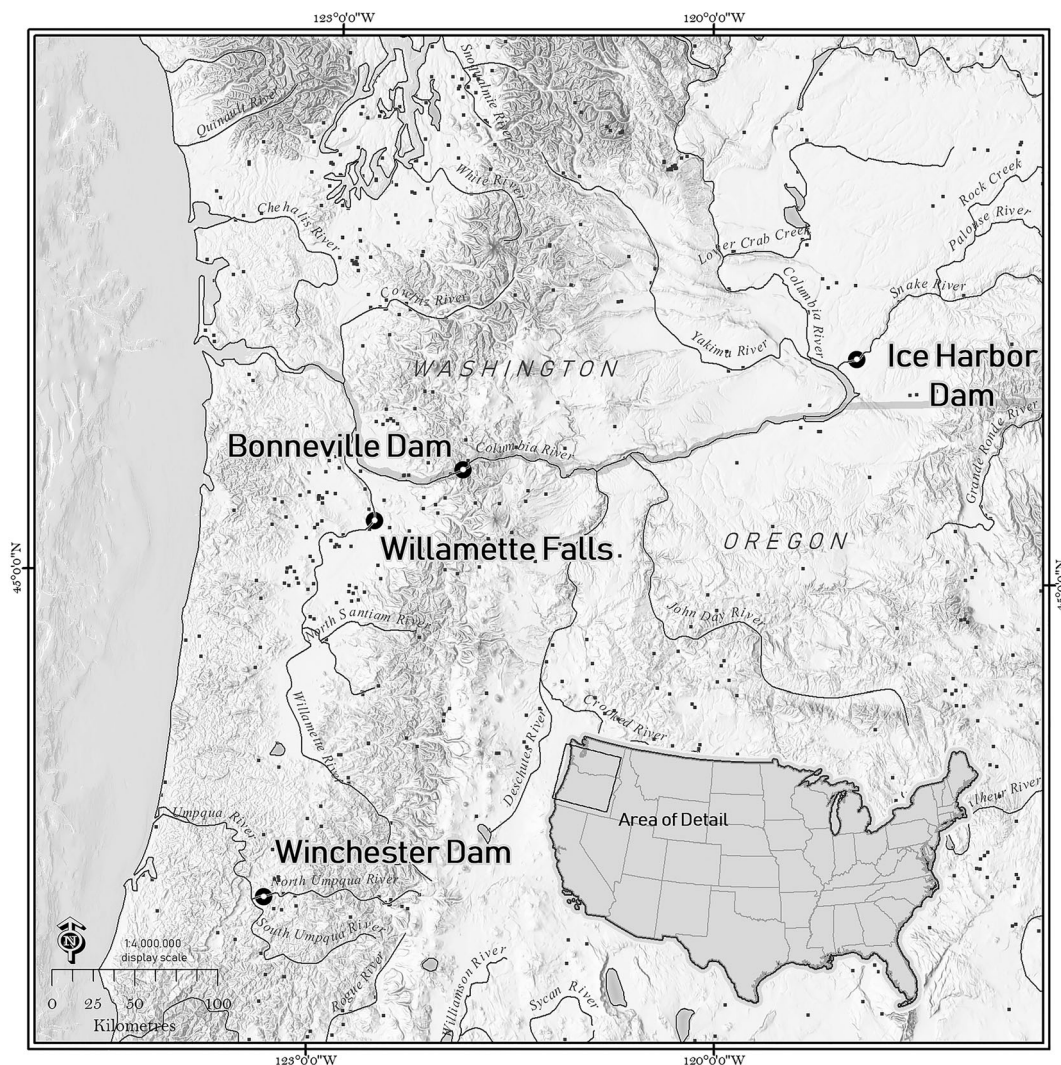 123°0'0"W
120°0'0"W
Snoqualmie River
Quinault River
White River
Rock Creek
Chehalis River
Palouse River
Lower Crab Creek
Columbia River
Snake River
Cowlitz River
Yakima River
Ice Harbor
Dam
WASHINGTON
Grande Ronde River
Bonneville Dam
Columbia River
Willamette Falls
OREGON
45°0'0"N
45°0'0"N
North Santiam River
John Day River
Willamette River
Crooked River
Deschutes River
Area of Detail
lheur River
Umpqua River
Winchester Dam
North Umpqua River
South Umpqua River
N
1:4,000,000
display scale
Rogue River
Williamson River
Sycan River
0 25 50 100
Kilometres
123°0'0"W
120°0'0"W